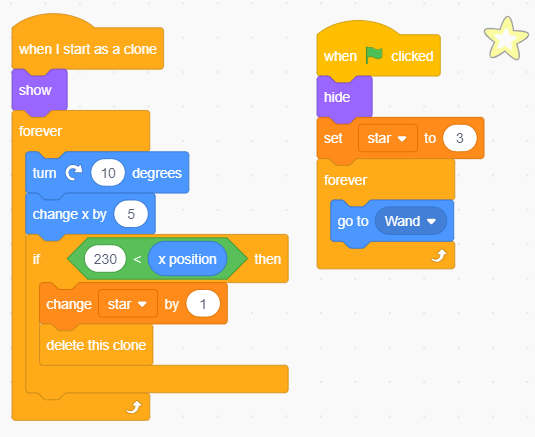 when I start as a clone
show
forever
turn 10 degrees
change x by 5
if 230 < x position then
change star by 1
delete this clone
when clicked
hide
set star to 3
forever
go to Wand